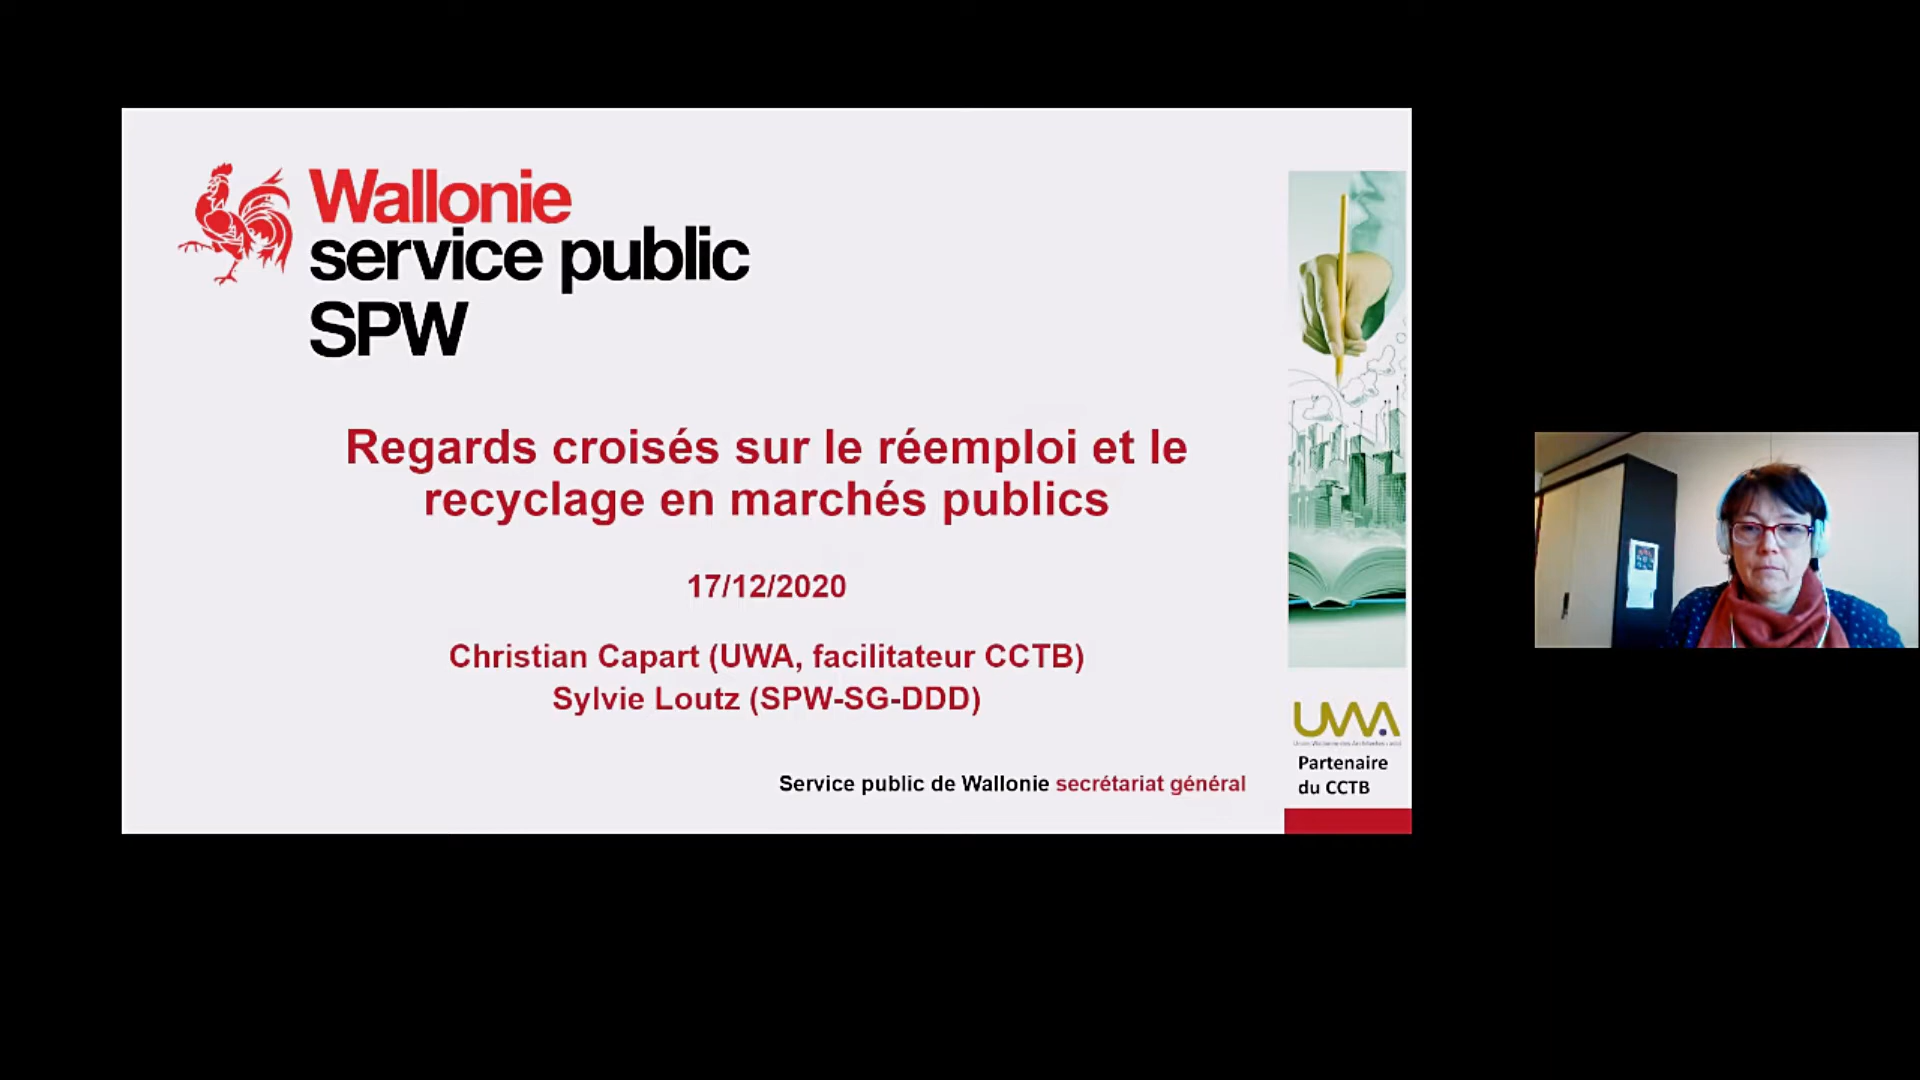 Wallonie
service public
SPW
Regards croisés sur le réemploi et le
recyclage en marchés publics
17/12/2020
Christian Capart (UWA, facilitateur CCTB)
Sylvie Loutz (SPW-SG-DDD)
Service public de Wallonie secrétariat général
UWA
Partenaire
du CCTB